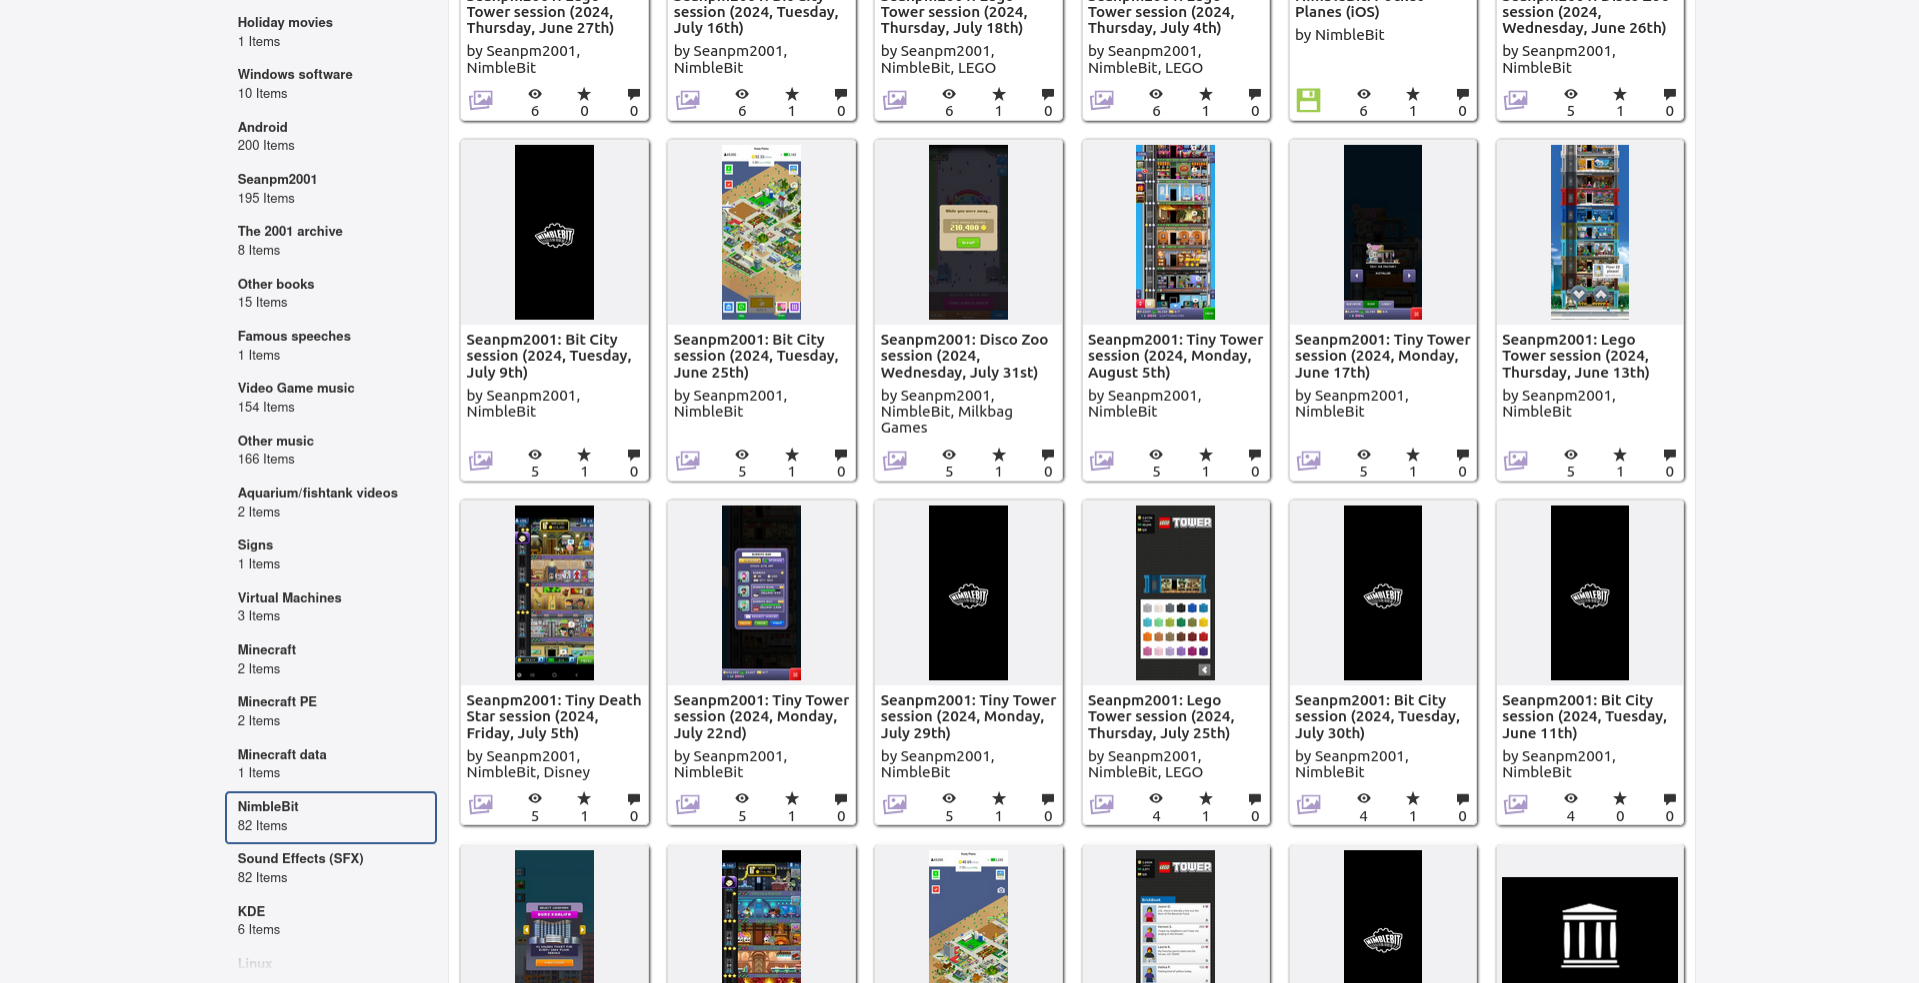 Holiday movies
1 Items
Windows software
10 Items
Android
200 Items
Seanpm2001
195 Items
The 2001 archive
8 Items
Other books
15 Items
Famous speeches
1 Items
Video Game music
154 Items
Other music
166 Items
Aquarium/fishtank videos
2 Items
Signs
1 Items
Virtual Machines
3 Items
Minecraft
2 Items
Minecraft PE
2 Items
Minecraft data
1 Items
NimbleBit
82 Items
Sound Effects (SFX)
82 Items
KDE
6 Items
Linux
Tower session (2024,
Thursday, June 27th)
by Seanpm2001,
NimbleBit
6 0 0
Tower session (2024, Tuesday,
July 16th)
by Seanpm2001,
NimbleBit
6 1 0
Tower session (2024,
Thursday, July 18th)
by Seanpm2001,
NimbleBit, LEGO
6 1 0
Tower session (2024,
Thursday, July 4th)
by Seanpm2001,
NimbleBit, LEGO
6 1 0
Planes (iOS)
by NimbleBit
6 1 0
session (2024,
Wednesday, June 26th)
by Seanpm2001,
NimbleBit
5 1 0
NIMBLEBIT
Seanpm2001: Bit City
session (2024, Tuesday,
July 9th)
by Seanpm2001,
NimbleBit
5 1 0
Seanpm2001: Bit City
session (2024, Tuesday,
June 25th)
by Seanpm2001,
NimbleBit
5 1 0
While you were away...
210,400
Seanpm2001: Disco Zoo
session (2024,
Wednesday, July 31st)
by Seanpm2001,
NimbleBit, Milkbag
Games
5 1 0
Seanpm2001: Tiny Tower
session (2024, Monday,
August 5th)
by Seanpm2001,
NimbleBit
5 1 0
Seanpm2001: Tiny Tower
session (2024, Monday,
June 17th)
by Seanpm2001,
NimbleBit
5 1 0
Seanpm2001: Lego
Tower session (2024,
Thursday, June 13th)
by Seanpm2001,
NimbleBit
5 1 0
Seanpm2001: Tiny Death
Star session (2024,
Friday, July 5th)
by Seanpm2001,
NimbleBit, Disney
5 1 0
Seanpm2001: Tiny Tower
session (2024, Monday,
July 22nd)
by Seanpm2001,
NimbleBit
5 1 0
NIMBLEBIT
Seanpm2001: Tiny Tower
session (2024, Monday,
July 29th)
by Seanpm2001,
NimbleBit
5 1 0
LEGO TOWER
Seanpm2001: Lego
Tower session (2024,
Thursday, July 25th)
by Seanpm2001,
NimbleBit, LEGO
4 1 0
NIMBLEBIT
Seanpm2001: Bit City
session (2024, Tuesday,
July 30th)
by Seanpm2001,
NimbleBit
4 1 0
NIMBLEBIT
Seanpm2001: Bit City
session (2024, Tuesday,
June 11th)
by Seanpm2001,
NimbleBit
4 0 0
LEGO TOWER
NIMBLEBIT